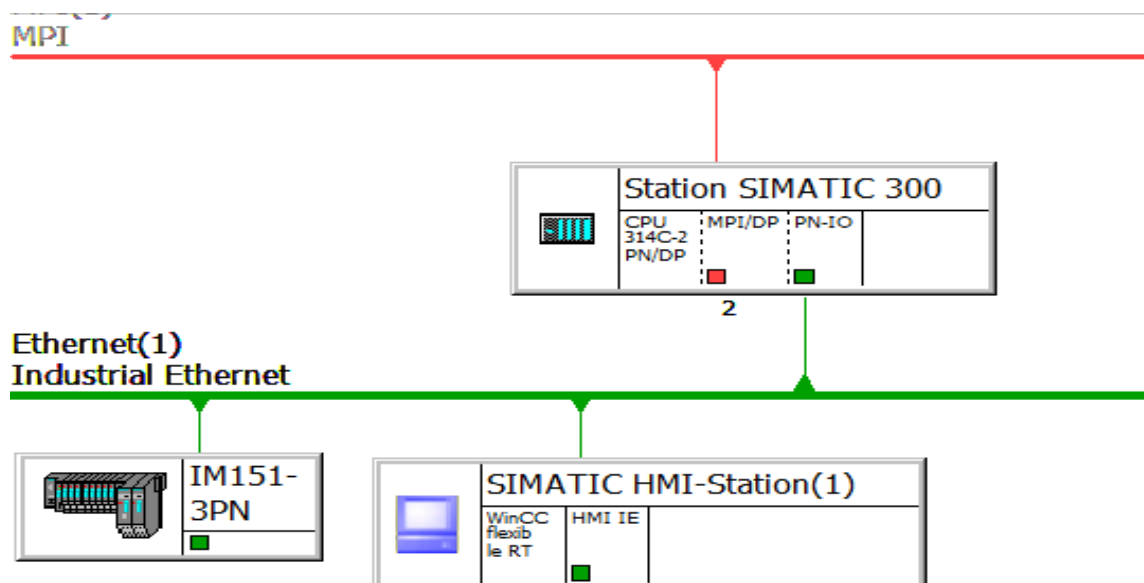 MPI
Station SIMATIC 300
CPU
314C-2
PN/DP
MPI/DP
PN-IO
2
Ethernet(1)
Industrial Ethernet
IM151-
3PN
SIMATIC HMI-Station(1)
WinCC
flexib
le RT
HMI IE